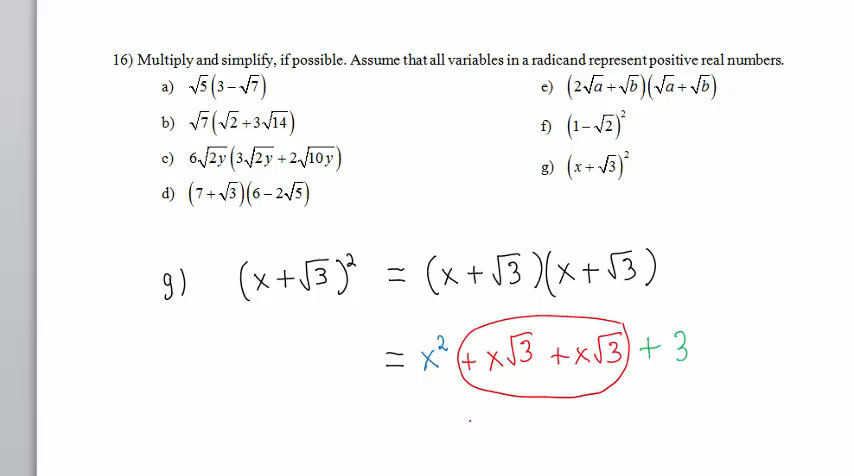 16) Multiply and simplify, if possible. Assume that all variables in a radicand represent positive real numbers.
a) √5(3−√7)
b) √7(√2+3√14)
c) 6√2y(3√2y+2√10y)
d) (7+√3)(6−2√5)
e) (2√a+√b)(√a+√b)
f) (1−√2)²
g) (x+√3)²
g) (x+√3)² = (x+√3)(x+√3)
= x² + x√3 + x√3 + 3